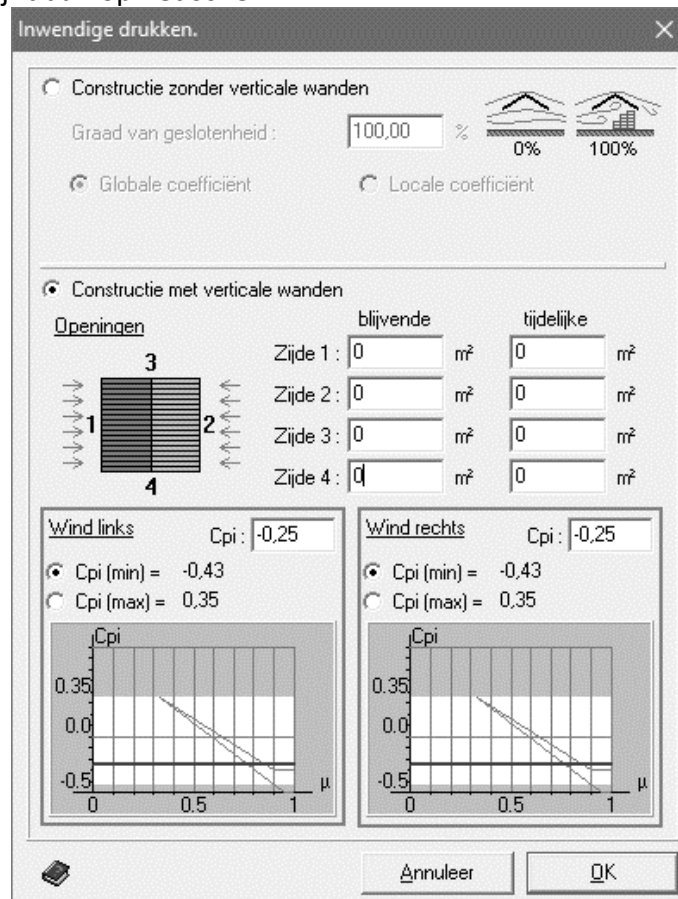 Inwendige drukken.
Constructie zonder verticale wanden
Graad van geslotenheid : 100,00 %
0% 100%
Globale coefficiënt Locale coefficiënt
Constructie met verticale wanden
Openingen blijvende tijdelijke
Zijde 1 : 0 m² 0 m²
Zijde 2 : 0 m² 0 m²
Zijde 3 : 0 m² 0 m²
Zijde 4 : 0 m² 0 m²
3
1 2
4
Wind links Cpi : -0,25
Cpi (min) = -0,43
Cpi (max) = 0,35
Cpi
0.35
0.0
-0.5
0 0.5 1 μ
Wind rechts Cpi : -0,25
Cpi (min) = -0,43
Cpi (max) = 0,35
Cpi
0.35
0.0
-0.5
0 0.5 1 μ
Annuleer OK